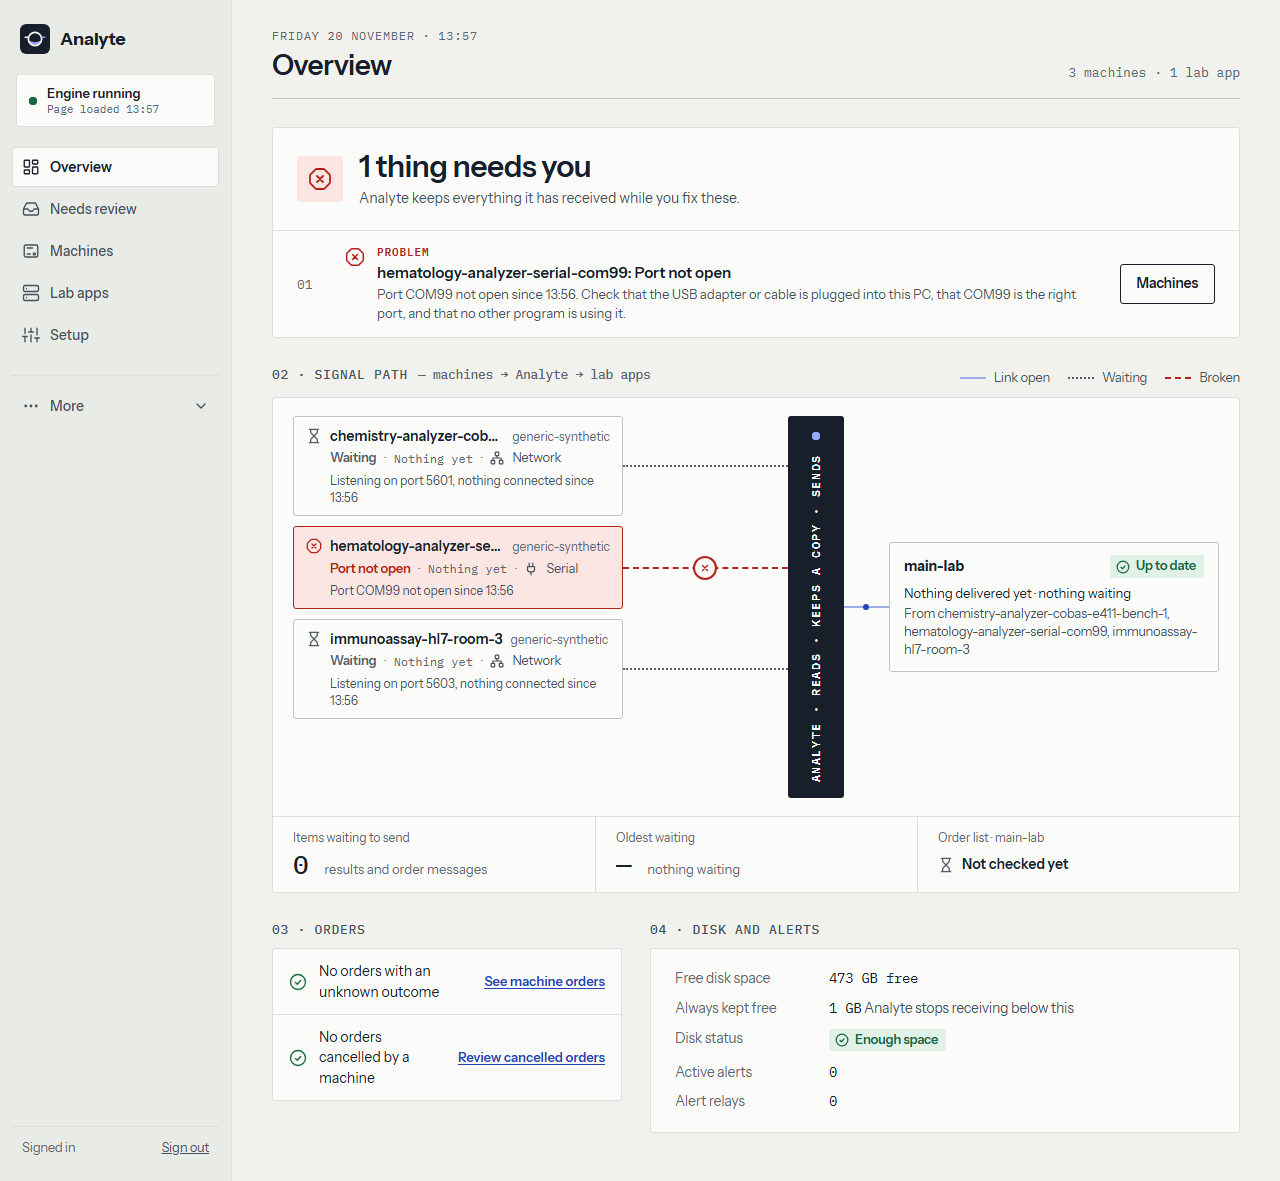 Analyte
Engine running
Page loaded 13:57
Overview
Needs review
Machines
Lab apps
Setup
More
Signed in
Sign out
FRIDAY 20 NOVEMBER · 13:57
Overview
3 machines · 1 lab app
1 thing needs you
Analyte keeps everything it has received while you fix these.
01
PROBLEM
hematology-analyzer-serial-com99: Port not open
Port COM99 not open since 13:56. Check that the USB adapter or cable is plugged into this PC, that COM99 is the right
port, and that no other program is using it.
Machines
02 · SIGNAL PATH — machines → Analyte → lab apps
Link open
Waiting
Broken
chemistry-analyzer-cob... generic-synthetic
Waiting · Nothing yet · Network
Listening on port 5601, nothing connected since
13:56
hematology-analyzer-se... generic-synthetic
Port not open · Nothing yet · Serial
Port COM99 not open since 13:56
immunoassay-hl7-room-3 generic-synthetic
Waiting · Nothing yet · Network
Listening on port 5603, nothing connected since
13:56
ANALYTE · READS · KEEPS A COPY · SENDS
main-lab
Up to date
Nothing delivered yet · nothing waiting
From chemistry-analyzer-cobas-e411-bench-1,
hematology-analyzer-serial-com99, immunoassay-
hl7-room-3
Items waiting to send
0 results and order messages
Oldest waiting
— nothing waiting
Order list · main-lab
Not checked yet
03 · ORDERS
No orders with an
unknown outcome
See machine orders
No orders
cancelled by a
machine
Review cancelled orders
04 · DISK AND ALERTS
Free disk space 473 GB free
Always kept free 1 GB Analyte stops receiving below this
Disk status Enough space
Active alerts 0
Alert relays 0